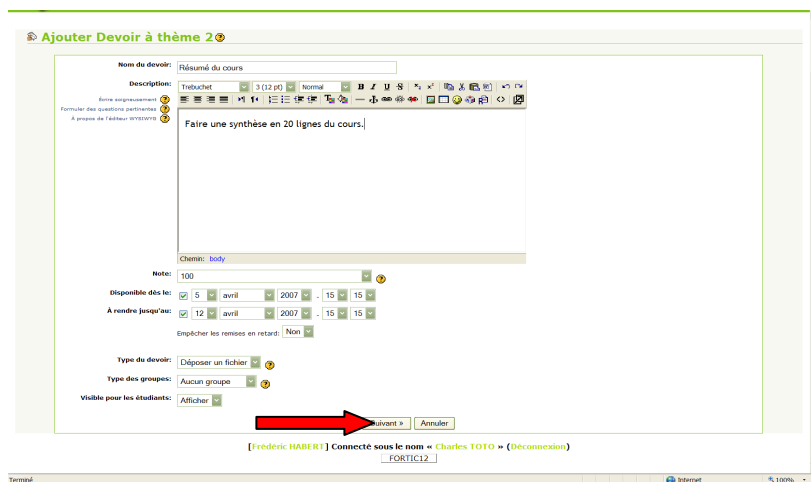 Ajouter Devoir à thème 2
Nom du devoir: Résumé du cours
Description:
Trebuchet 3 (12 pt) Normal B I U S
Écrire soigneusement
Formuler des questions pertinentes
À propos de l'éditeur WYSIWYG
Faire une synthèse en 20 lignes du cours.
Chemin: body
Note: 100
Disponible dès le: 5 avril 2007 - 15 15
À rendre jusqu'au: 12 avril 2007 - 15 15
Empêcher les remises en retard: Non
Type du devoir: Déposer un fichier
Type des groupes: Aucun groupe
Visible pour les étudiants: Afficher
uivant » Annuler
[Frédéric HABERT] Connecté sous le nom « Charles TOTO » (Déconnexion)
FORTIC12
Terminé Internet 100%